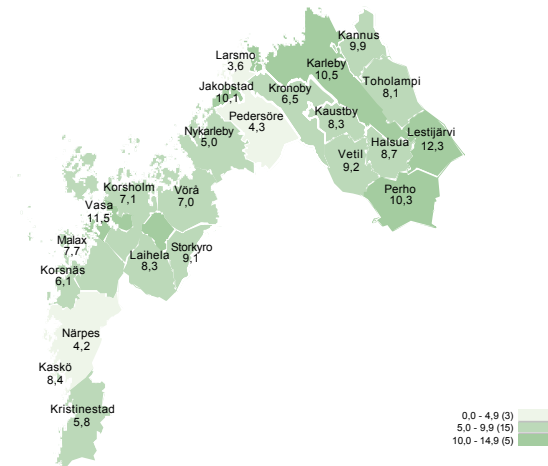 Kannus
9,9
Larsmo
3,6
Karleby
10,5
Toholampi
8,1
Jakobstad
10,1
Kronoby
6,5
Pedersöre
4,3
Kaustby
8,3
Nykarleby
5,0
Lestijärvi
12,3
Halsua
8,7
Vetil
9,2
Perho
10,3
Korsholm
7,1
Vörå
7,0
Vasa
11,5
Malax
7,7
Storkyro
9,1
Laihela
8,3
Korsnäs
6,1
Närpes
4,2
Kaskö
8,4
Kristinestad
5,8
0,0 - 4,9 (3)
5,0 - 9,9 (15)
10,0 - 14,9 (5)